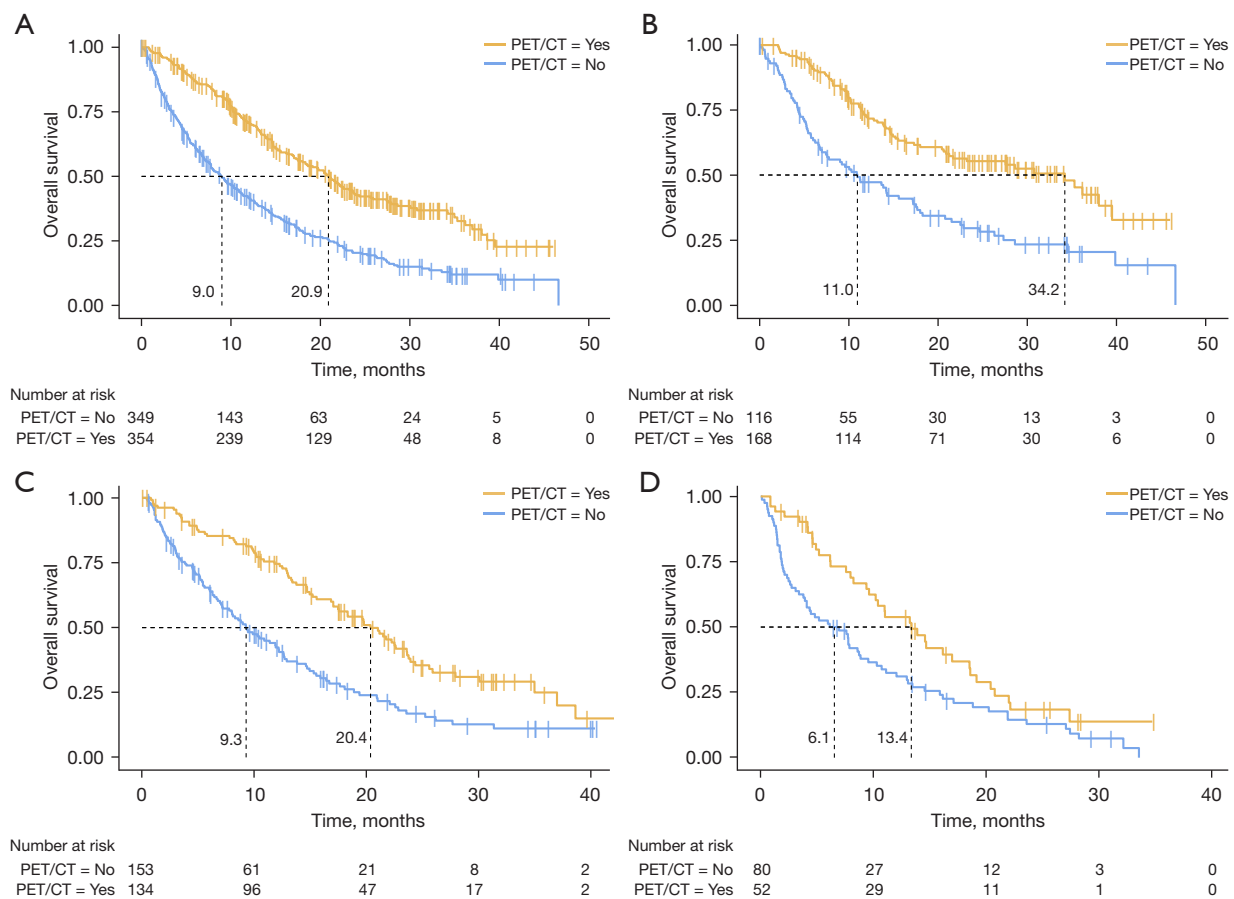 A
PET/CT = Yes
PET/CT = No
Overall survival
1.00
0.75
0.50
0.25
0.00
9.0
20.9
0 10 20 30 40 50
Time, months
Number at risk
PET/CT = No 349 143 63 24 5 0
PET/CT = Yes 354 239 129 48 8 0
B
PET/CT = Yes
PET/CT = No
Overall survival
1.00
0.75
0.50
0.25
0.00
11.0
34.2
0 10 20 30 40 50
Time, months
Number at risk
PET/CT = No 116 55 30 13 3 0
PET/CT = Yes 168 114 71 30 6 0
C
PET/CT = Yes
PET/CT = No
Overall survival
1.00
0.75
0.50
0.25
0.00
9.3
20.4
0 10 20 30 40
Time, months
Number at risk
PET/CT = No 153 61 21 8 2
PET/CT = Yes 134 96 47 17 2
D
PET/CT = Yes
PET/CT = No
Overall survival
1.00
0.75
0.50
0.25
0.00
6.1
13.4
0 10 20 30 40
Time, months
Number at risk
PET/CT = No 80 27 12 3 0
PET/CT = Yes 52 29 11 1 0